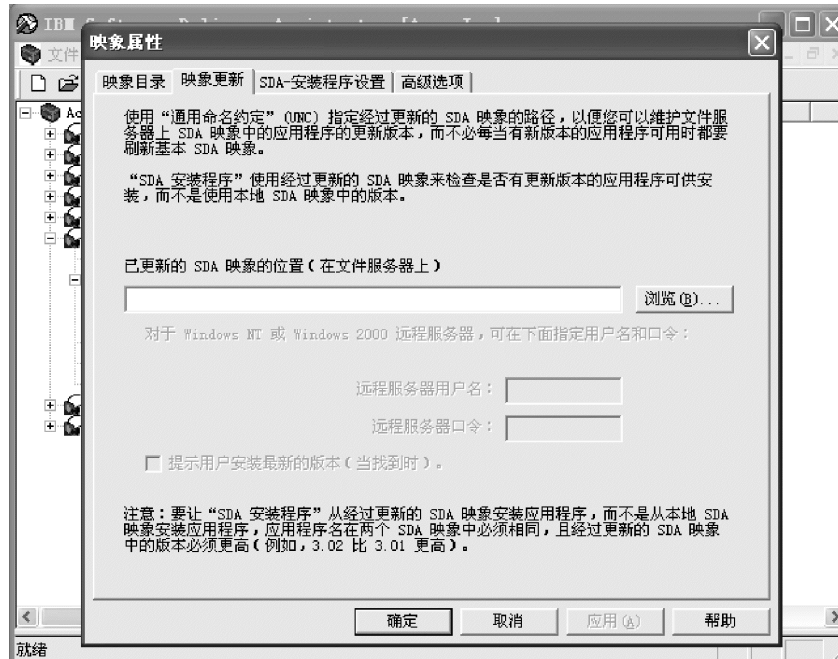 IBM
文件
映象属性
映象目录 映象更新 SDA-安装程序设置 高级选项
Ac
使用“通用命名约定”(UNC) 指定经过更新的 SDA 映象的路径，以便您可以维护文件服
务器上 SDA 映象中的应用程序的更新版本，而不必每当有新版本的应用程序可用时都要
刷新基本 SDA 映象。
“SDA 安装程序”使用经过更新的 SDA 映象来检查是否有更新版本的应用程序可供安
装，而不是使用本地 SDA 映象中的版本。
已更新的 SDA 映象的位置(在文件服务器上)
浏览(B)...
对于 Windows NT 或 Windows 2000 远程服务器，可在下面指定用户名和口令：
远程服务器用户名：
远程服务器口令：
提示用户安装最新的版本(当找到时)。
注意：要让“SDA 安装程序”从经过更新的 SDA 映象安装应用程序，而不是从本地 SDA
映象安装应用程序，应用程序名在两个 SDA 映象中必须相同，且经过更新的 SDA 映象
中的版本必须更高(例如，3.02 比 3.01 更高)。
确定 取消 应用(A) 帮助
就绪